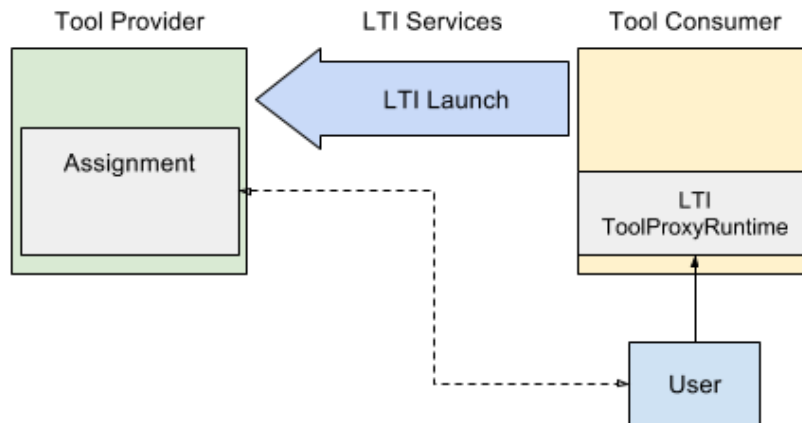 Tool Provider
LTI Services
Tool Consumer
LTI Launch
Assignment
LTI
ToolProxyRuntime
User